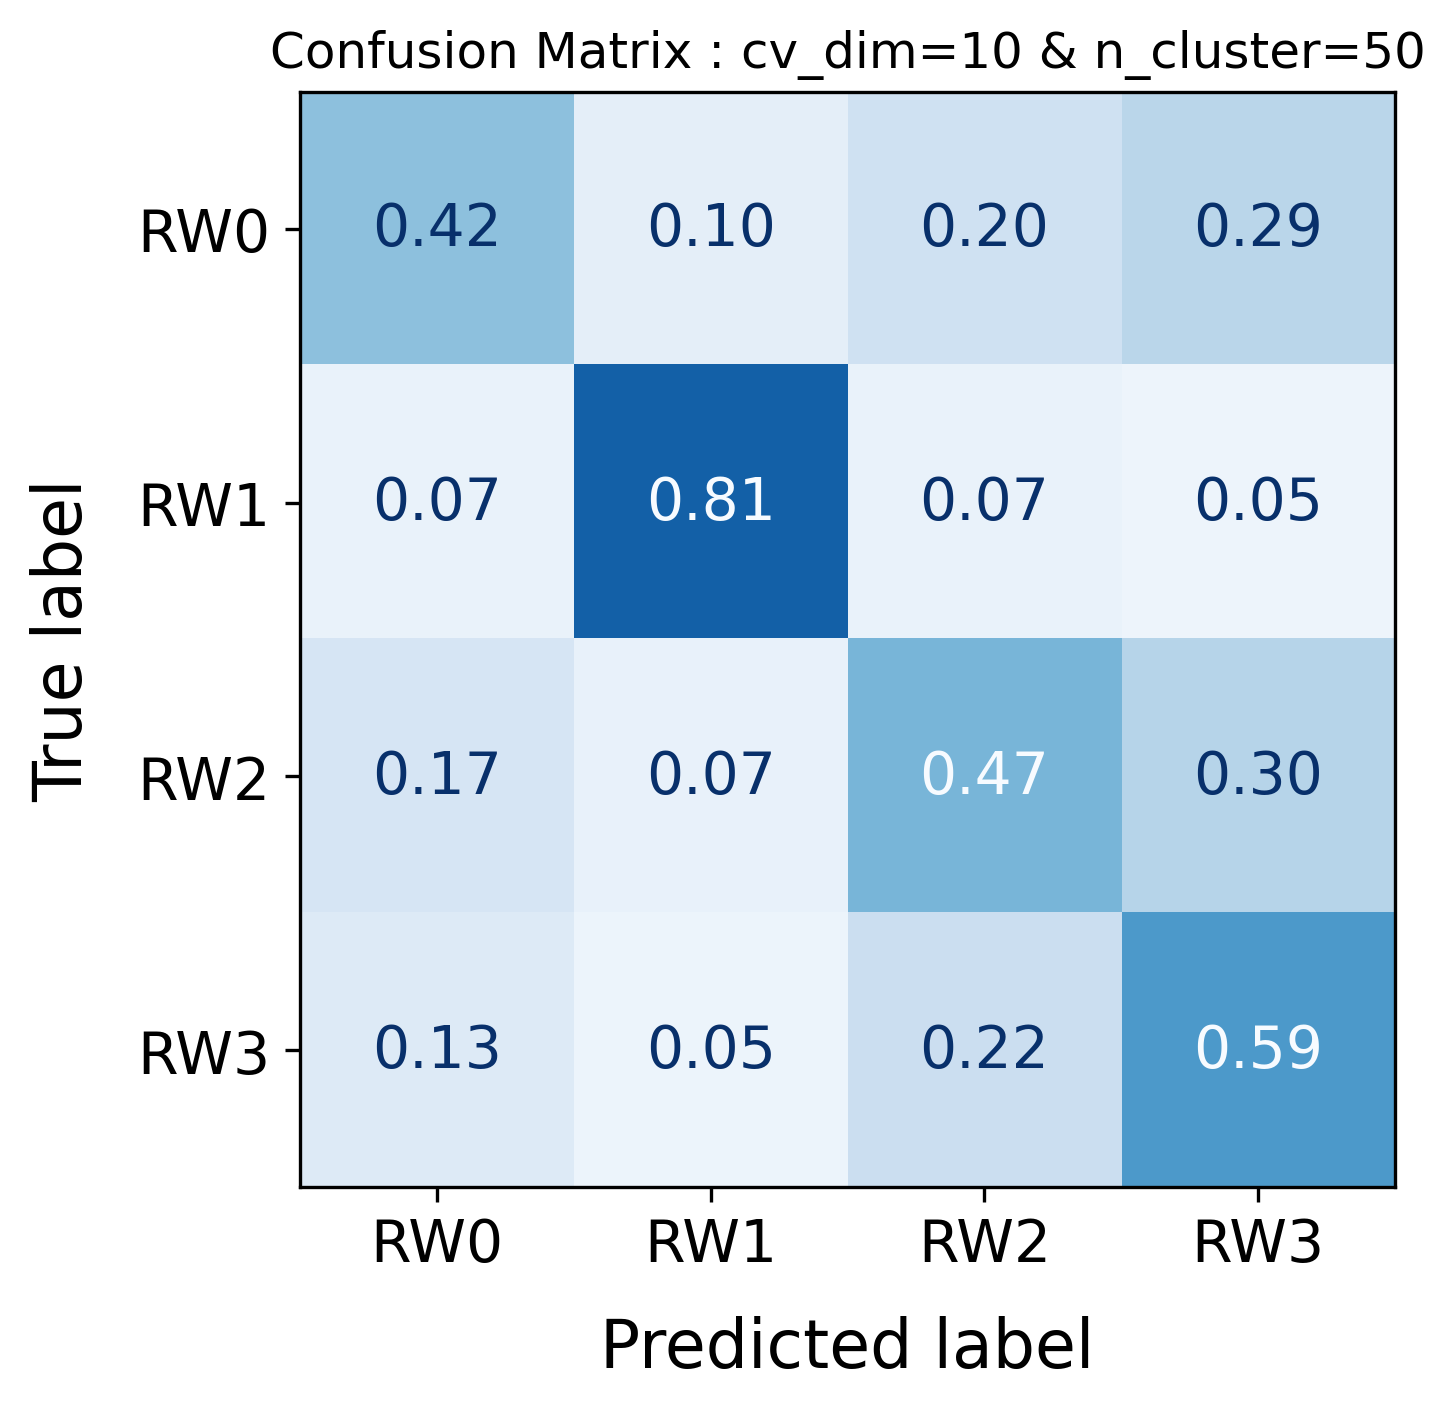 Confusion Matrix : cv_dim=10 & n_cluster=50
True label
RW0 0.42 0.10 0.20 0.29
RW1 0.07 0.81 0.07 0.05
RW2 0.17 0.07 0.47 0.30
RW3 0.13 0.05 0.22 0.59
RW0 RW1 RW2 RW3
Predicted label